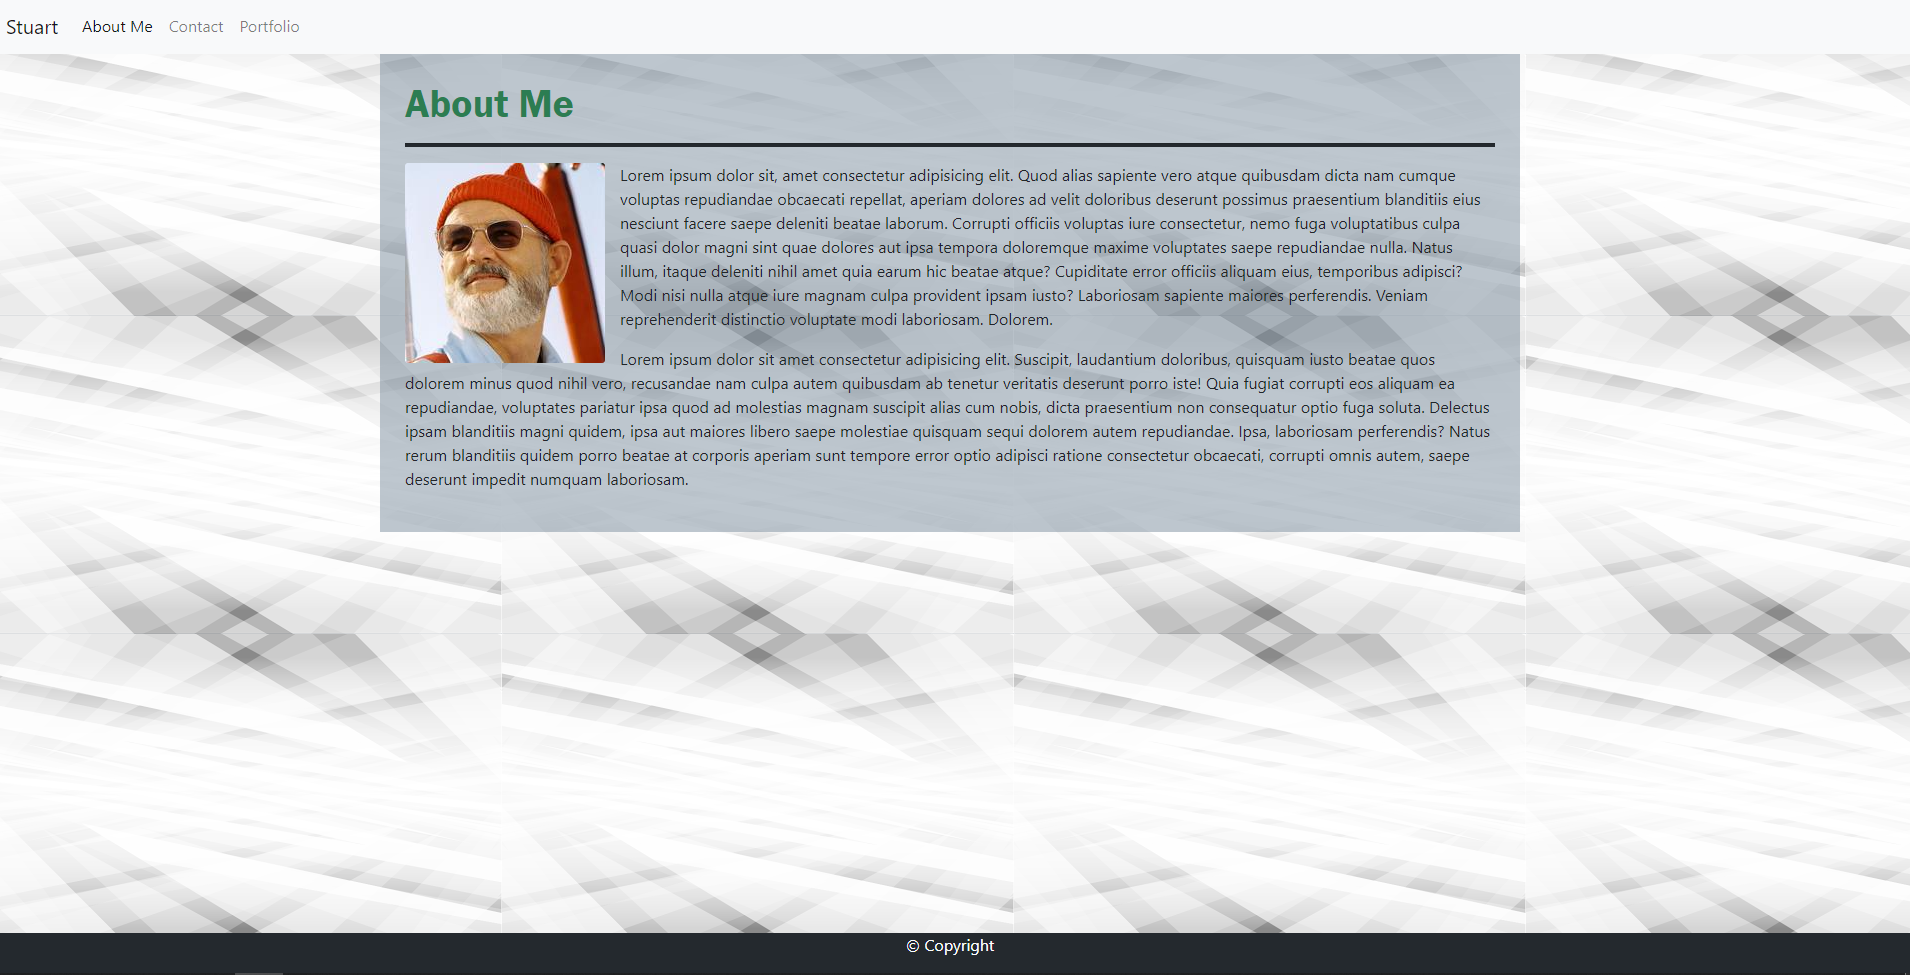 Stuart About Me Contact Portfolio
About Me
Lorem ipsum dolor sit, amet consectetur adipisicing elit. Quod alias sapiente vero atque quibusdam dicta nam cumque
voluptas repudiandae obcaecati repellat, aperiam dolores ad velit doloribus deserunt possimus praesentium blanditiis eius
nesciunt facere saepe deleniti beatae laborum. Corrupti officiis voluptas iure consectetur, nemo fuga voluptatibus culpa
quasi dolor magni sint quae dolores aut ipsa tempora doloremque maxime voluptates saepe repudiandae nulla. Natus
illum, itaque deleniti nihil amet quia earum hic beatae atque? Cupiditate error officiis aliquam eius, temporibus adipisci?
Modi nisi nulla atque iure magnam culpa provident ipsam iusto? Laboriosam sapiente maiores perferendis. Veniam
reprehenderit distinctio voluptate modi laboriosam. Dolorem.
Lorem ipsum dolor sit amet consectetur adipisicing elit. Suscipit, laudantium doloribus, quisquam iusto beatae quos
dolorem minus quod nihil vero, recusandae nam culpa autem quibusdam ab tenetur veritatis deserunt porro iste! Quia fugiat corrupti eos aliquam ea
repudiandae, voluptates pariatur ipsa quod ad molestias magnam suscipit alias cum nobis, dicta praesentium non consequatur optio fuga soluta. Delectus
ipsam blanditiis magni quidem, ipsa aut maiores libero saepe molestiae quisquam sequi dolorem autem repudiandae. Ipsa, laboriosam perferendis? Natus
rerum blanditiis quidem porro beatae at corporis aperiam sunt tempore error optio adipisci ratione consectetur obcaecati, corrupti omnis autem, saepe
deserunt impedit numquam laboriosam.
© Copyright